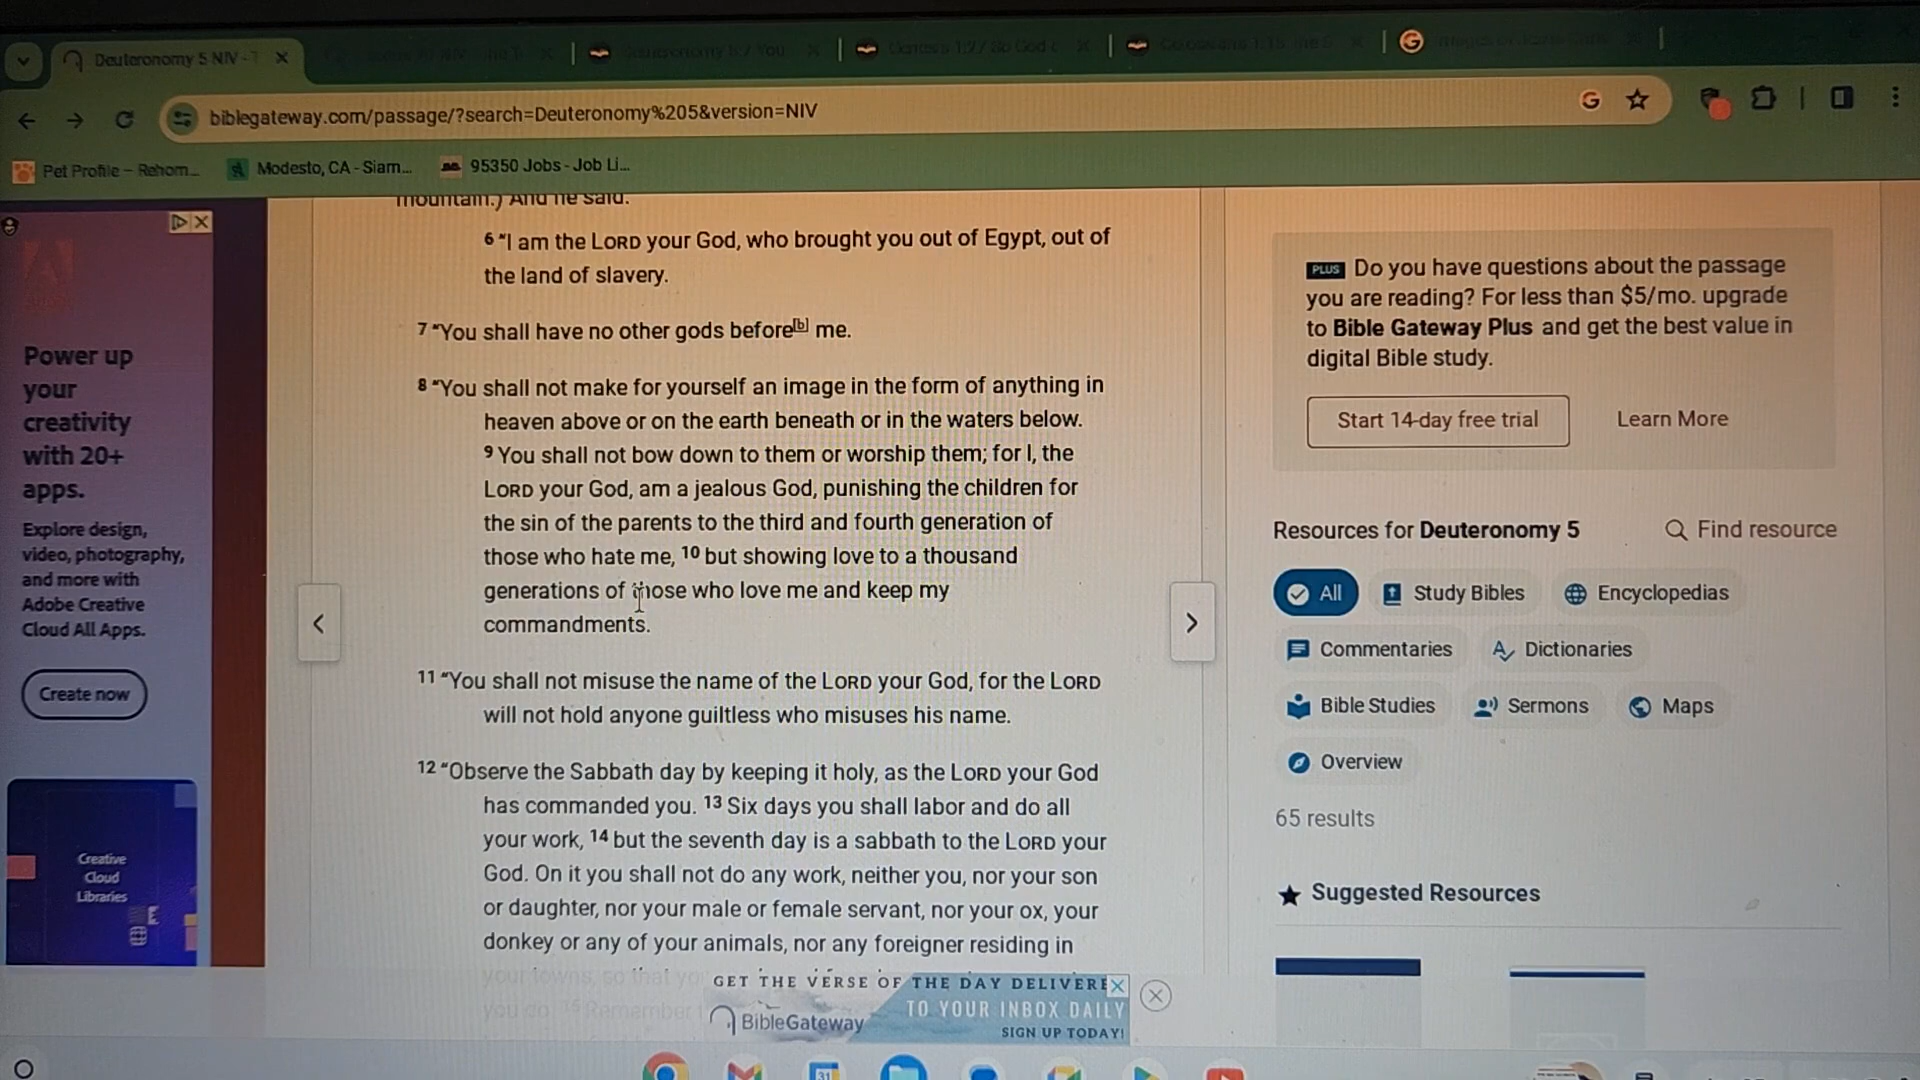 Deuteronomy 5 NIV - T
biblegateway.com/passage/?search=Deuteronomy%205&version=NIV
Pet Profile – Rehom...
Modesto, CA - Siam...
95350 Jobs - Job Li...
mountain.) And he said:
6 “I am the LORD your God, who brought you out of Egypt, out of
the land of slavery.
7 “You shall have no other gods before[b] me.
8 “You shall not make for yourself an image in the form of anything in
heaven above or on the earth beneath or in the waters below.
9 You shall not bow down to them or worship them; for I, the
LORD your God, am a jealous God, punishing the children for
the sin of the parents to the third and fourth generation of
those who hate me, 10 but showing love to a thousand
generations of those who love me and keep my
commandments.
11 “You shall not misuse the name of the LORD your God, for the LORD
will not hold anyone guiltless who misuses his name.
12 “Observe the Sabbath day by keeping it holy, as the LORD your God
has commanded you. 13 Six days you shall labor and do all
your work, 14 but the seventh day is a sabbath to the LORD your
God. On it you shall not do any work, neither you, nor your son
or daughter, nor your male or female servant, nor your ox, your
donkey or any of your animals, nor any foreigner residing in
your towns, so that yo
you do. 15 Remember t
GET THE VERSE OF THE DAY DELIVERE
TO YOUR INBOX DAILY
BibleGateway
SIGN UP TODAY!
Power up
your
creativity
with 20+
apps.
Explore design,
video, photography,
and more with
Adobe Creative
Cloud All Apps.
Create now
Creative
Cloud
Libraries
PLUS Do you have questions about the passage
you are reading? For less than $5/mo. upgrade
to Bible Gateway Plus and get the best value in
digital Bible study.
Start 14-day free trial
Learn More
Resources for Deuteronomy 5
Find resource
All
Study Bibles
Encyclopedias
Commentaries
Dictionaries
Bible Studies
Sermons
Maps
Overview
65 results
Suggested Resources
31